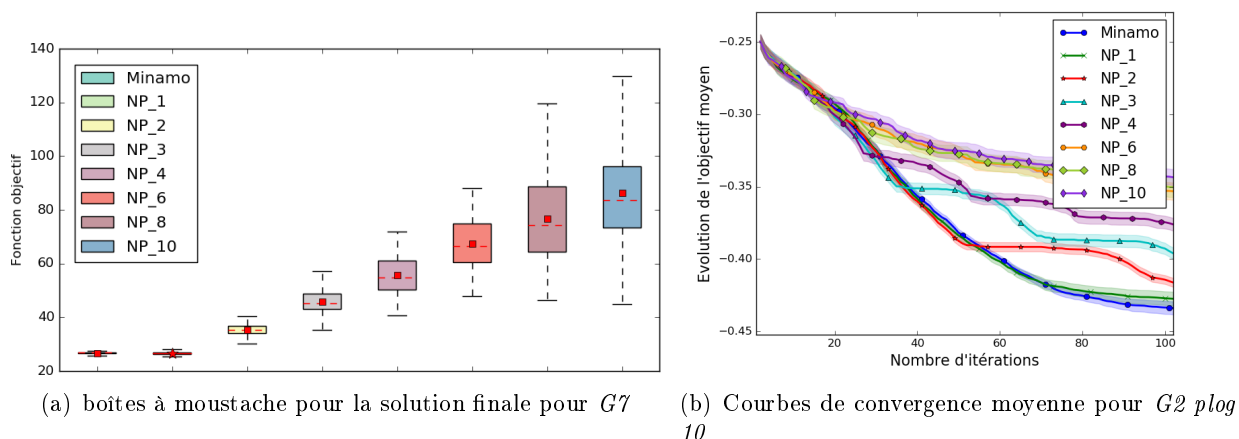 140
120
100
80
60
40
20
Fonction objectif
Minamo
NP_1
NP_2
NP_3
NP_4
NP_6
NP_8
NP_10
(a) boîtes à moustache pour la solution finale pour G7
−0.25
−0.30
−0.35
−0.40
−0.45
Evolution de l'objectif moyen
Minamo
NP_1
NP_2
NP_3
NP_4
NP_6
NP_8
NP_10
20
40
60
80
100
Nombre d'itérations
(b) Courbes de convergence moyenne pour G2 plog
10